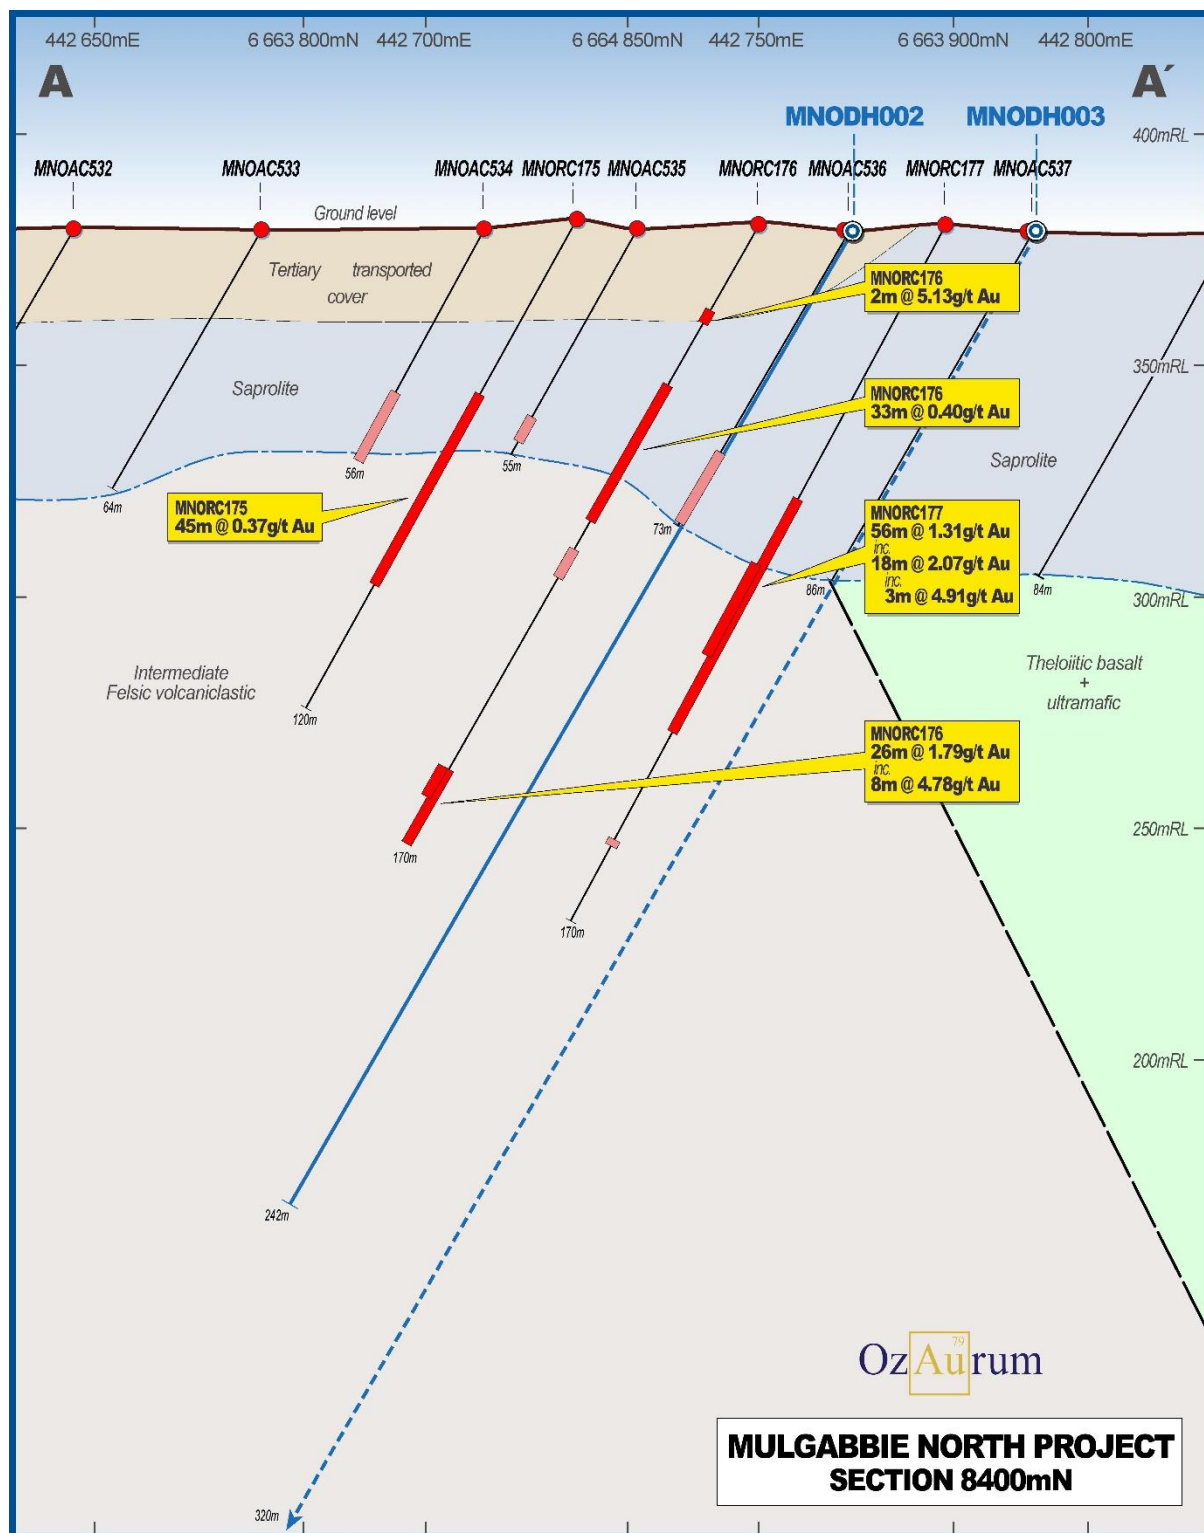 442 650mE 6 663 800mN 442 700mE 6 664 850mN 442 750mE 6 663 900mN 442 800mE
A A´
MNODH002 MNODH003
400mRL
MNOAC532 MNOAC533 MNOAC534 MNORC175 MNOAC535 MNORC176 MNOAC536 MNORC177 MNOAC537
Ground level
Tertiary transported
cover
MNORC176
2m @ 5.13g/t Au
350mRL
Saprolite
MNORC176
33m @ 0.40g/t Au
Saprolite
56m
55m
64m
MNORC175
45m @ 0.37g/t Au
73m
MNORC177
56m @ 1.31g/t Au
inc.
18m @ 2.07g/t Au
inc.
3m @ 4.91g/t Au
86m
84m
300mRL
Intermediate
Felsic volcaniclastic
Theloiitic basalt
+
ultramafic
120m
MNORC176
26m @ 1.79g/t Au
inc.
8m @ 4.78g/t Au
250mRL
170m
170m
200mRL
242m
79
OzAurum
MULGABBIE NORTH PROJECT
SECTION 8400mN
320m